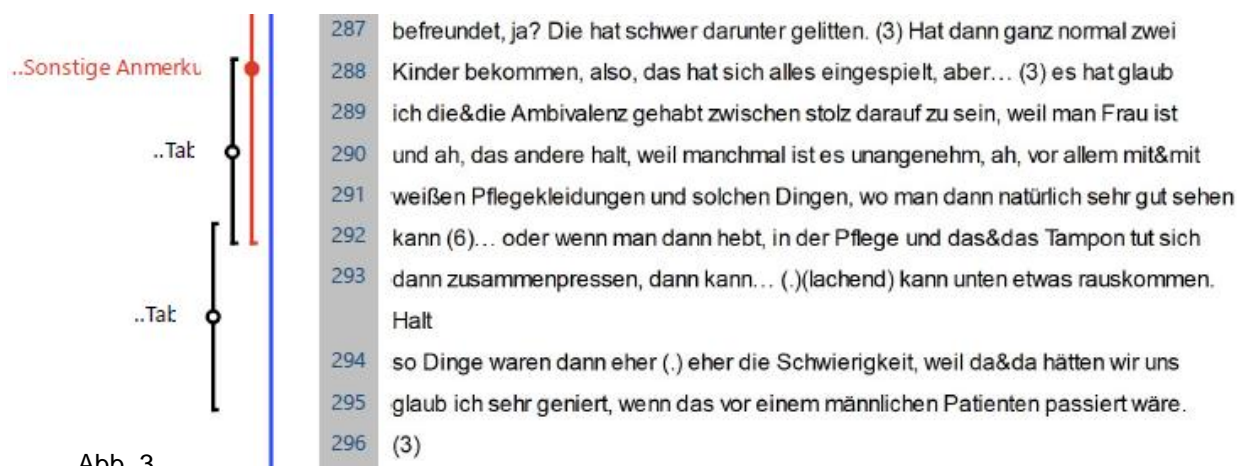 287 befreundet, ja? Die hat schwer darunter gelitten. (3) Hat dann ganz normal zwei
..Sonstige Anmerku 288 Kinder bekommen, also, das hat sich alles eingespielt, aber… (3) es hat glaub
289 ich die&die Ambivalenz gehabt zwischen stolz darauf zu sein, weil man Frau ist
..Tab 290 und ah, das andere halt, weil manchmal ist es unangenehm, ah, vor allem mit&mit
291 weißen Pflegekleidungen und solchen Dingen, wo man dann natürlich sehr gut sehen
292 kann (6)… oder wenn man dann hebt, in der Pflege und das&das Tampon tut sich
293 dann zusammenpressen, dann kann… (.)(lachend) kann unten etwas rauskommen.
..Tab Halt
294 so Dinge waren dann eher (.) eher die Schwierigkeit, weil da&da hätten wir uns
295 glaub ich sehr geniert, wenn das vor einem männlichen Patienten passiert wäre.
296 (3)
Abb. 3